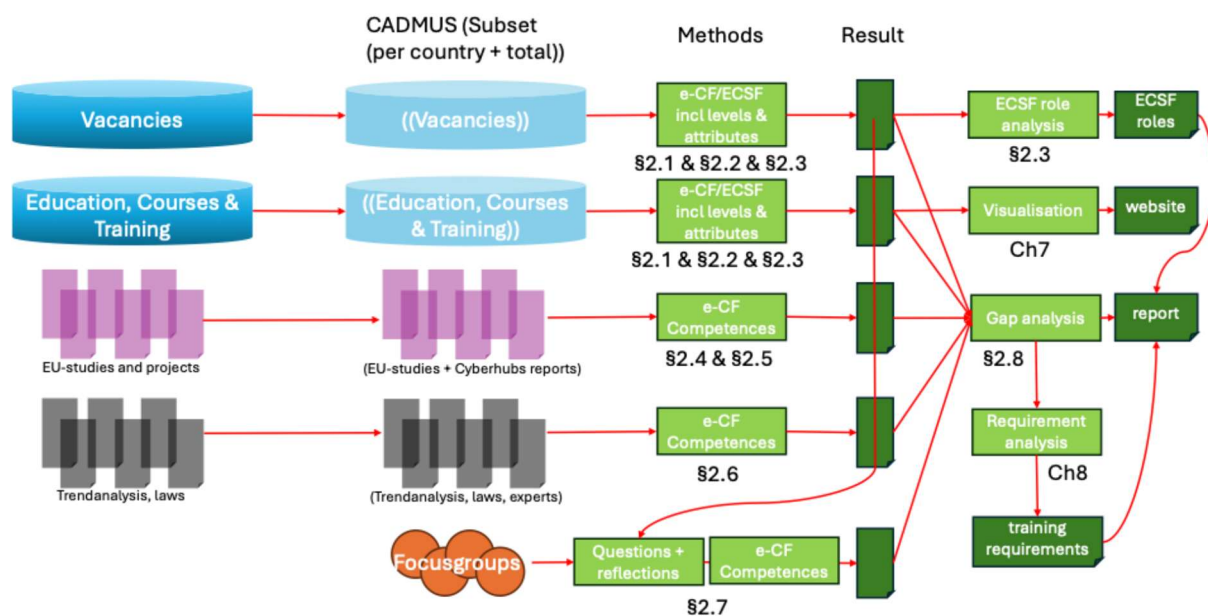 CADMUS (Subset
(per country + total))
Methods
Result
Vacancies
((Vacancies))
e-CF/ECSF
incl levels &
attributes
§2.1 & §2.2 & §2.3
ECSF role
analysis
§2.3
ECSF
roles
Education, Courses &
Training
((Education, Courses
& Training))
e-CF/ECSF
incl levels &
attributes
§2.1 & §2.2 & §2.3
Visualisation
Ch7
website
EU-studies and projects
(EU-studies + Cyberhubs reports)
e-CF
Competences
§2.4 & §2.5
Gap analysis
§2.8
report
Trendanalysis, laws
(Trendanalysis, laws, experts)
e-CF
Competences
§2.6
Requirement
analysis
Ch8
training
requirements
Focusgroups
Questions +
reflections
e-CF
Competences
§2.7